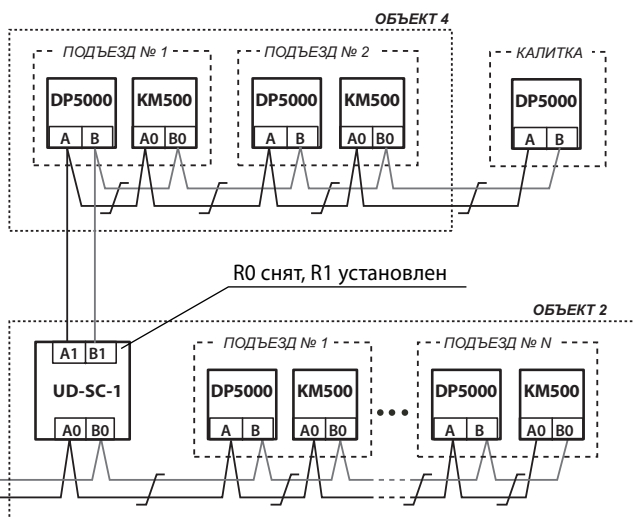 ОБЪЕКТ 4
ПОДЪЕЗД № 1 ПОДЪЕЗД № 2 КАЛИТКА
DP5000 KM500 DP5000 KM500 DP5000
A B A0 B0 A B A0 B0 A B
R0 снят, R1 установлен
ОБЪЕКТ 2
A1 B1 ПОДЪЕЗД № 1 ПОДЪЕЗД № N
UD-SC-1 DP5000 KM500 DP5000 KM500
A0 B0 A B A0 B0 A B A0 B0